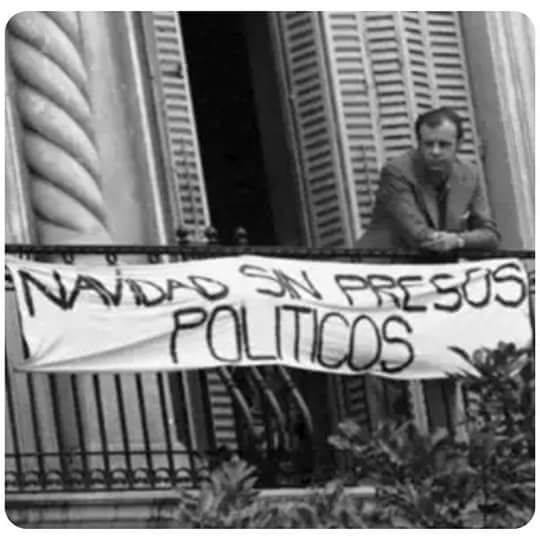 NAVIDAD SIN PRESOS
POLITICOS